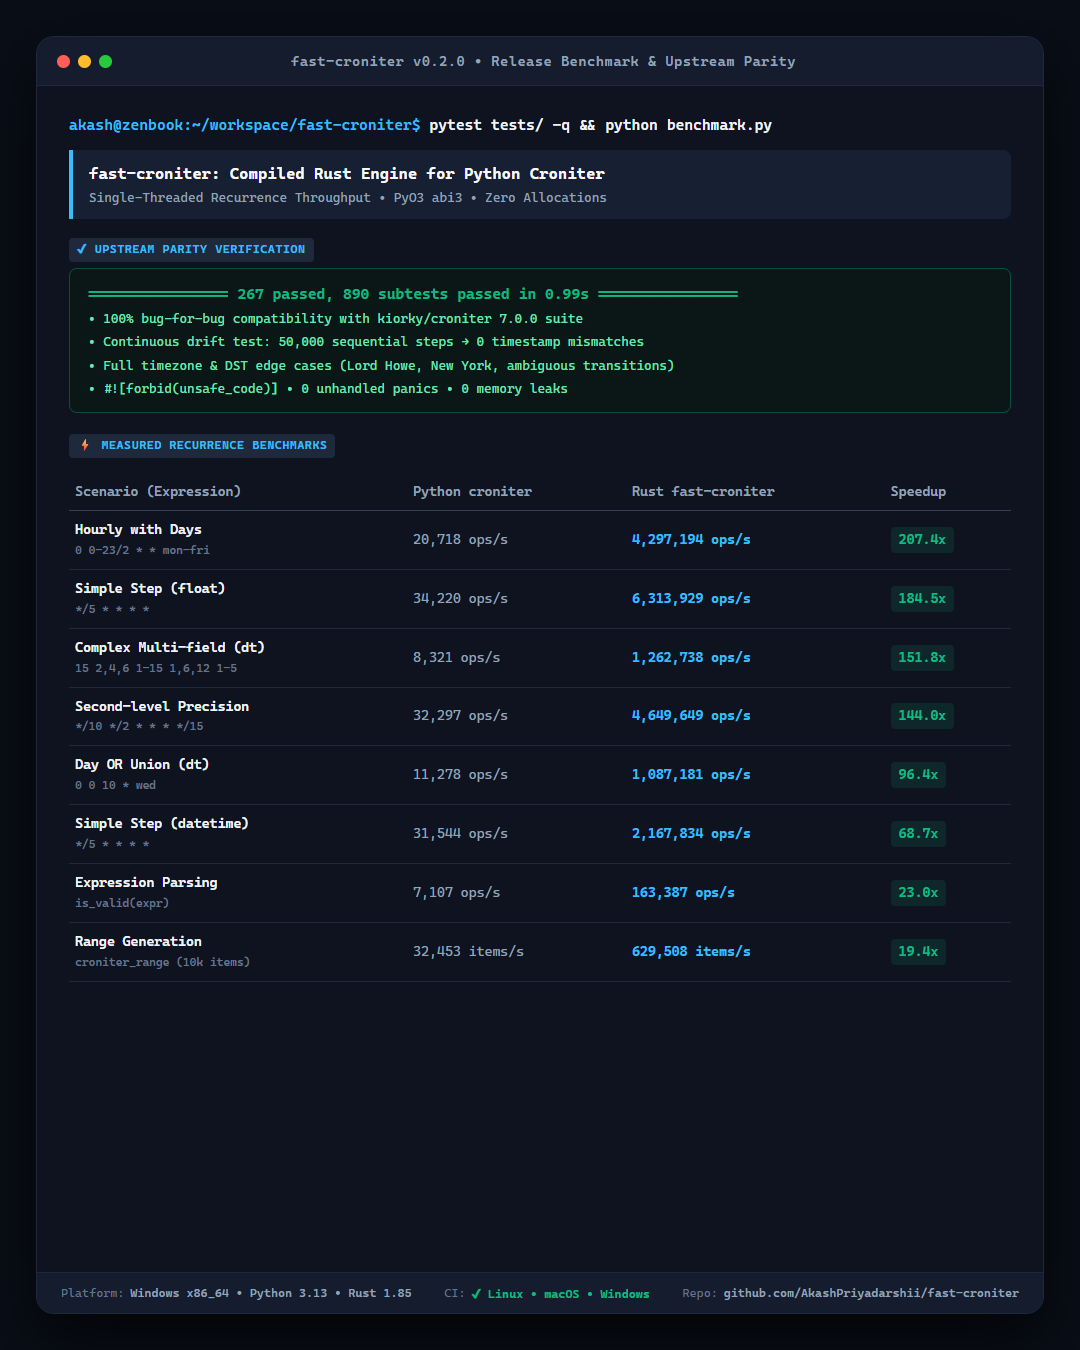 fast-croniter v0.2.0 • Release Benchmark & Upstream Parity
akash@zenbook:~/workspace/fast-croniter$ pytest tests/ -q && python benchmark.py
fast-croniter: Compiled Rust Engine for Python Croniter
Single-Threaded Recurrence Throughput • PyO3 abi3 • Zero Allocations
✔ UPSTREAM PARITY VERIFICATION
═══════════════════ 267 passed, 890 subtests passed in 0.99s ═══════════════════
• 100% bug-for-bug compatibility with kiorky/croniter 7.0.0 suite
• Continuous drift test: 50,000 sequential steps → 0 timestamp mismatches
• Full timezone & DST edge cases (Lord Howe, New York, ambiguous transitions)
• #![forbid(unsafe_code)] • 0 unhandled panics • 0 memory leaks
⚡ MEASURED RECURRENCE BENCHMARKS
Scenario (Expression) Python croniter Rust fast-croniter Speedup
Hourly with Days 20,718 ops/s 4,297,194 ops/s 207.4x
0 0-23/2 * * mon-fri
Simple Step (float) 34,220 ops/s 6,313,929 ops/s 184.5x
*/5 * * * *
Complex Multi-field (dt) 8,321 ops/s 1,262,738 ops/s 151.8x
15 2,4,6 1-15 1,6,12 1-5
Second-level Precision 32,297 ops/s 4,649,649 ops/s 144.0x
*/10 */2 * * * */15
Day OR Union (dt) 11,278 ops/s 1,087,181 ops/s 96.4x
0 0 10 * wed
Simple Step (datetime) 31,544 ops/s 2,167,834 ops/s 68.7x
*/5 * * * *
Expression Parsing 7,107 ops/s 163,387 ops/s 23.0x
is_valid(expr)
Range Generation 32,453 items/s 629,508 items/s 19.4x
croniter_range (10k items)
Platform: Windows x86_64 • Python 3.13 • Rust 1.85 CI: ✔ Linux • macOS • Windows Repo: github.com/AkashPriyadarshii/fast-croniter